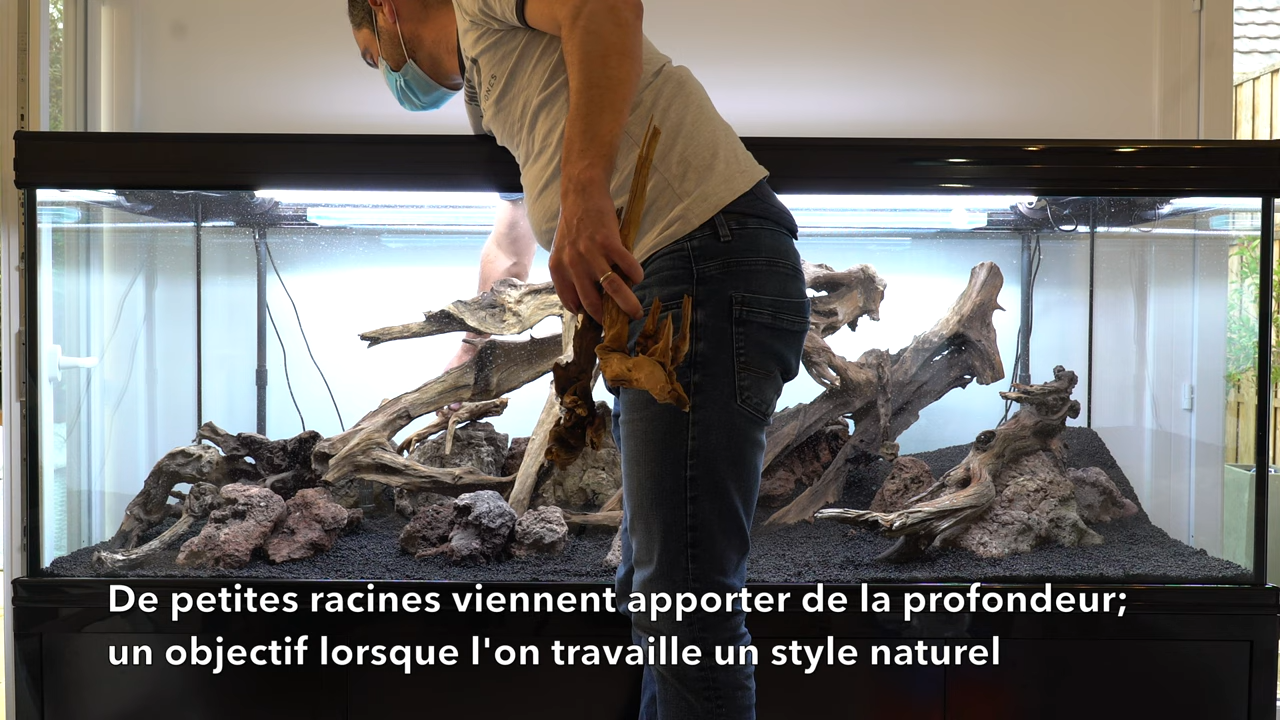 De petites racines viennent apporter de la profondeur;
un objectif lorsque l'on travaille un style naturel